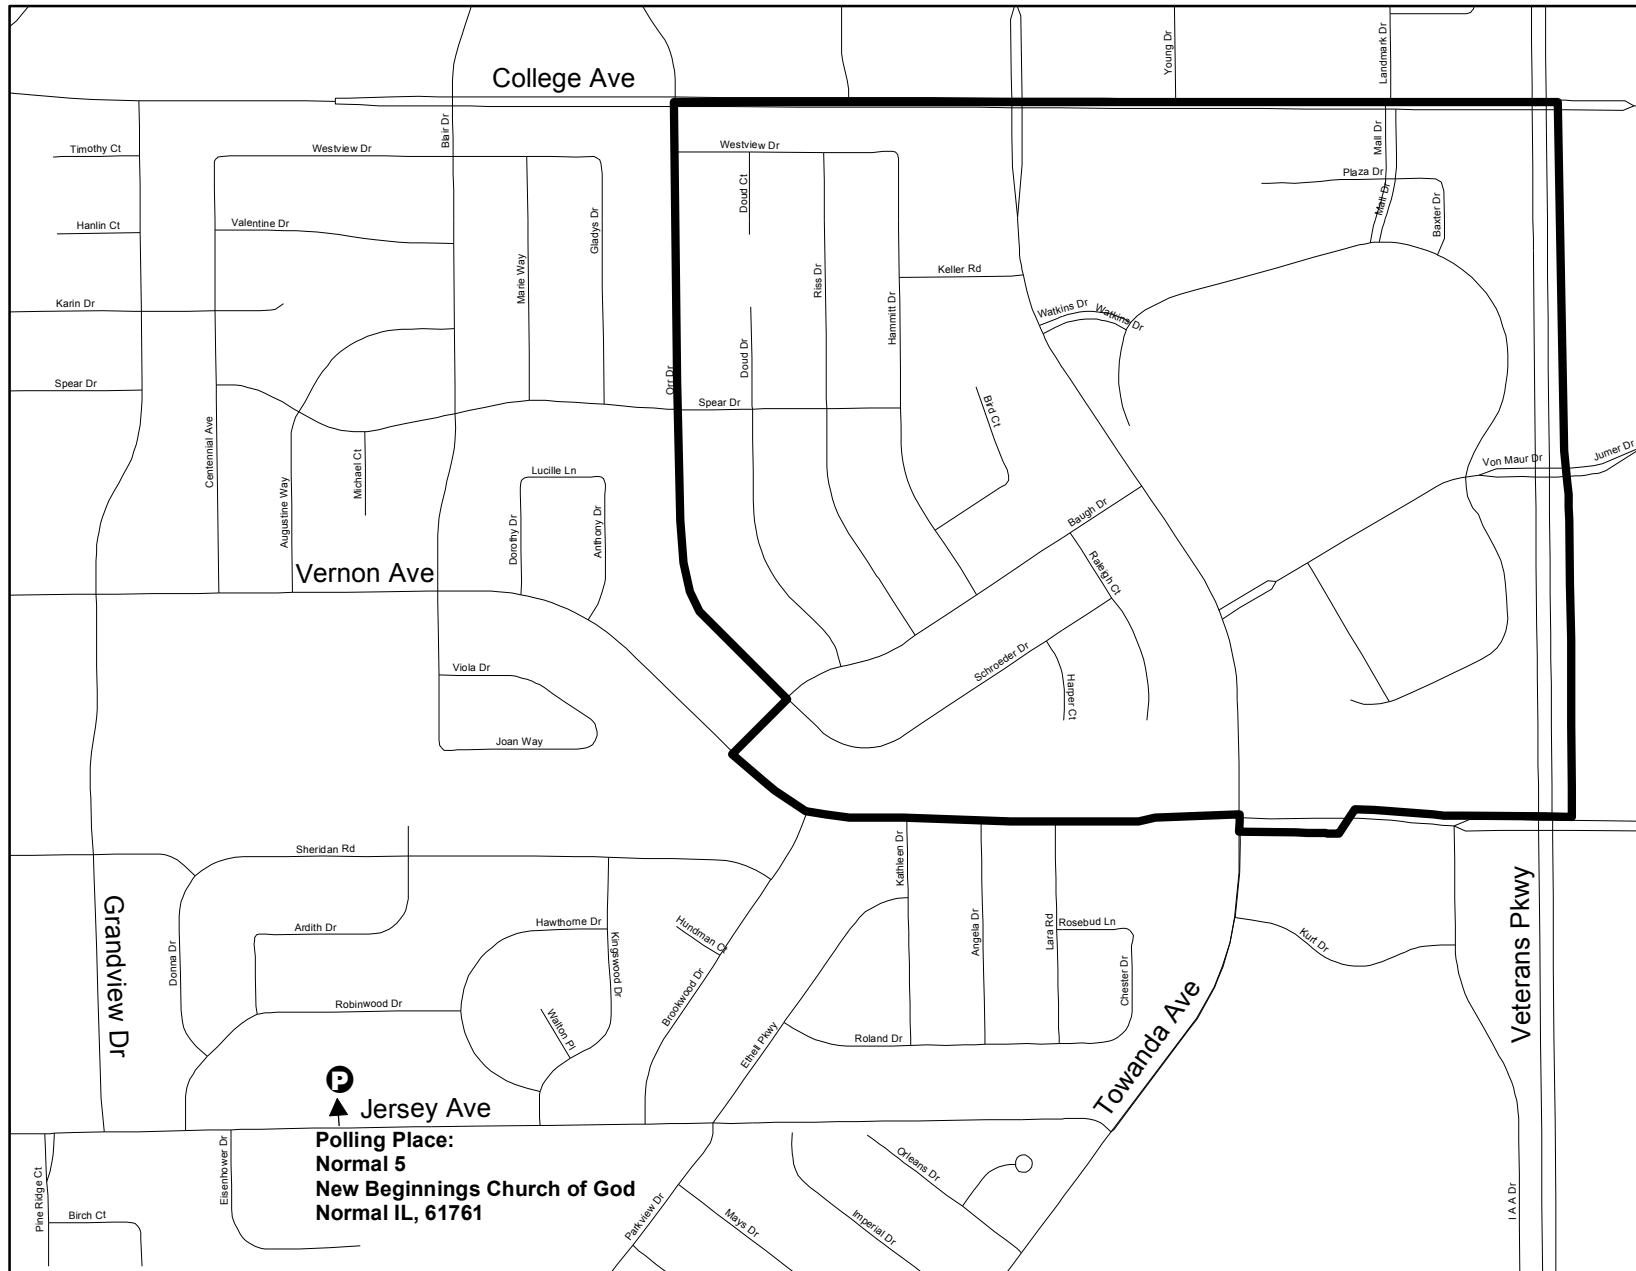 Young Dr
Landmark Dr
College Ave
Blair Dr
Timothy Ct
Westview Dr
Westview Dr
Mall Dr
Plaza Dr
Doud Ct
Mall Dr
Baxter Dr
Hanlin Ct
Valentine Dr
Gladys Dr
Marie Way
Riss Dr
Keller Rd
Karin Dr
Hammitt Dr
Watkins Dr
Watkins Dr
Doud Dr
Spear Dr
Orr Dr
Spear Dr
Bird Ct
Centennial Ave
Michael Ct
Lucille Ln
Von Maur Dr
Jumer Dr
Augustine Way
Dorothy Dr
Anthony Dr
Baugh Dr
Vernon Ave
Raleigh Ct
Viola Dr
Schroeder Dr
Harper Ct
Joan Way
Sheridan Rd
Kathleen Dr
Grandview Dr
Donna Dr
Ardith Dr
Hawthorne Dr
Kingswood Dr
Hundman Ct
Angela Dr
Lara Rd
Rosebud Ln
Chester Dr
Kurt Dr
Veterans Pkwy
Robinwood Dr
Walton Pl
Brookwood Dr
Ethell Pkwy
Roland Dr
Towanda Ave
P
Jersey Ave
Polling Place:
Normal 5
New Beginnings Church of God
Normal IL, 61761
Pine Ridge Ct
Birch Ct
Eisenhower Dr
Parkview Dr
Mays Dr
Imperial Dr
Orleans Dr
I A A Dr